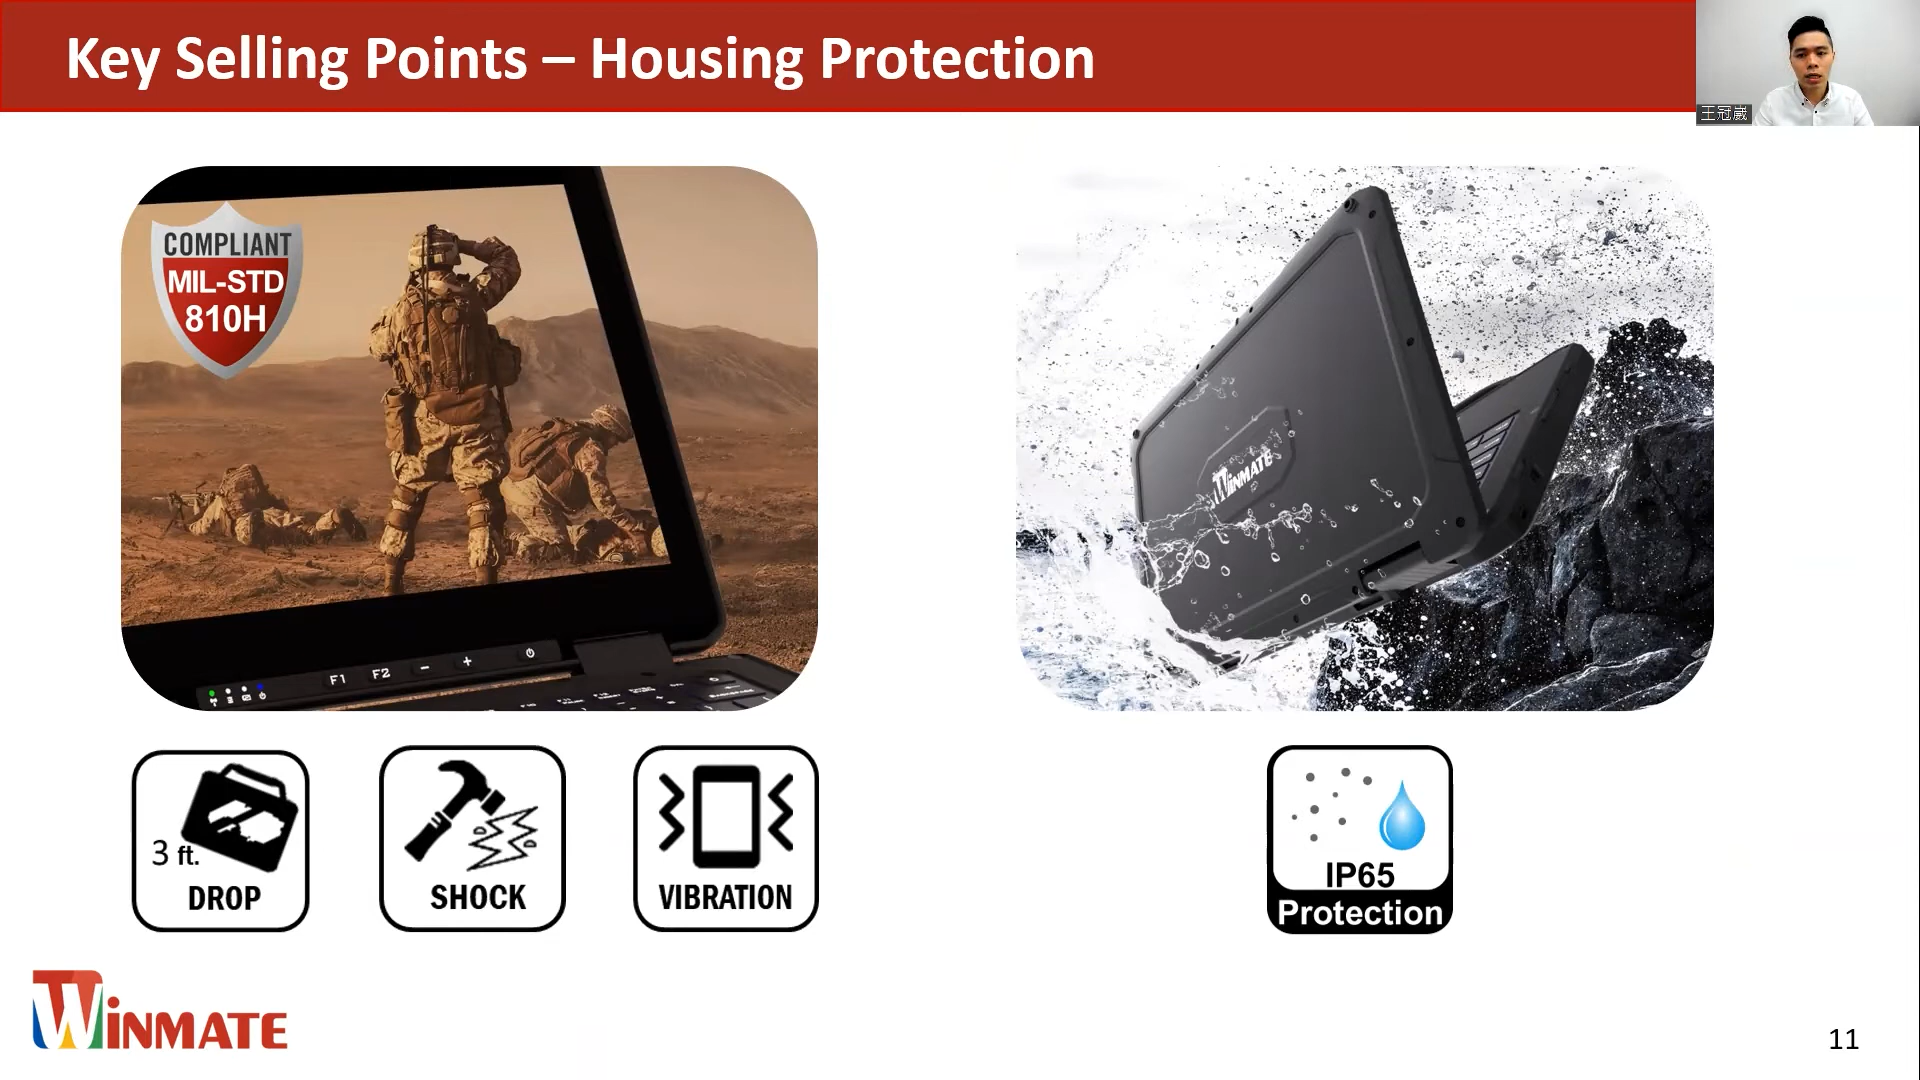 Key Selling Points – Housing Protection
王冠崴
COMPLIANT
MIL-STD
810H
WINMATE
F1
F2
3 ft.
DROP
SHOCK
VIBRATION
IP65
Protection
WINMATE
11